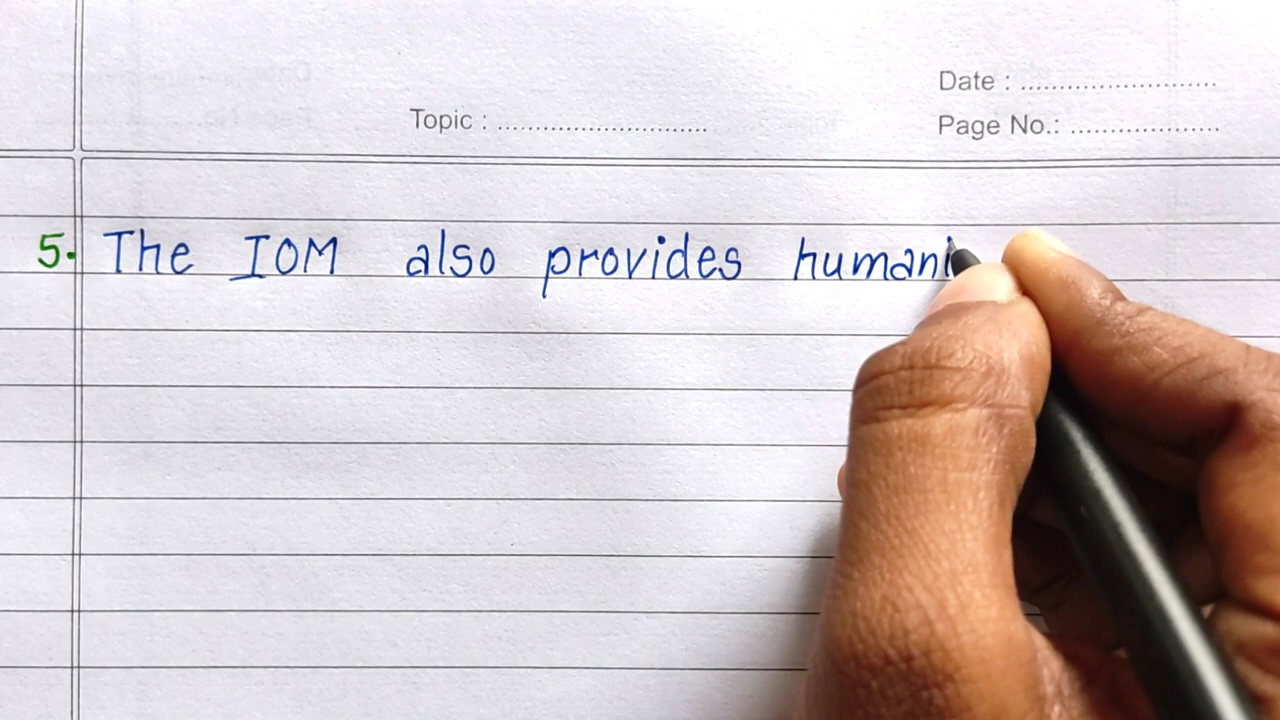 Date : ..........................
Topic : ............................
Page No.: ....................
5. The IOM also provides humani